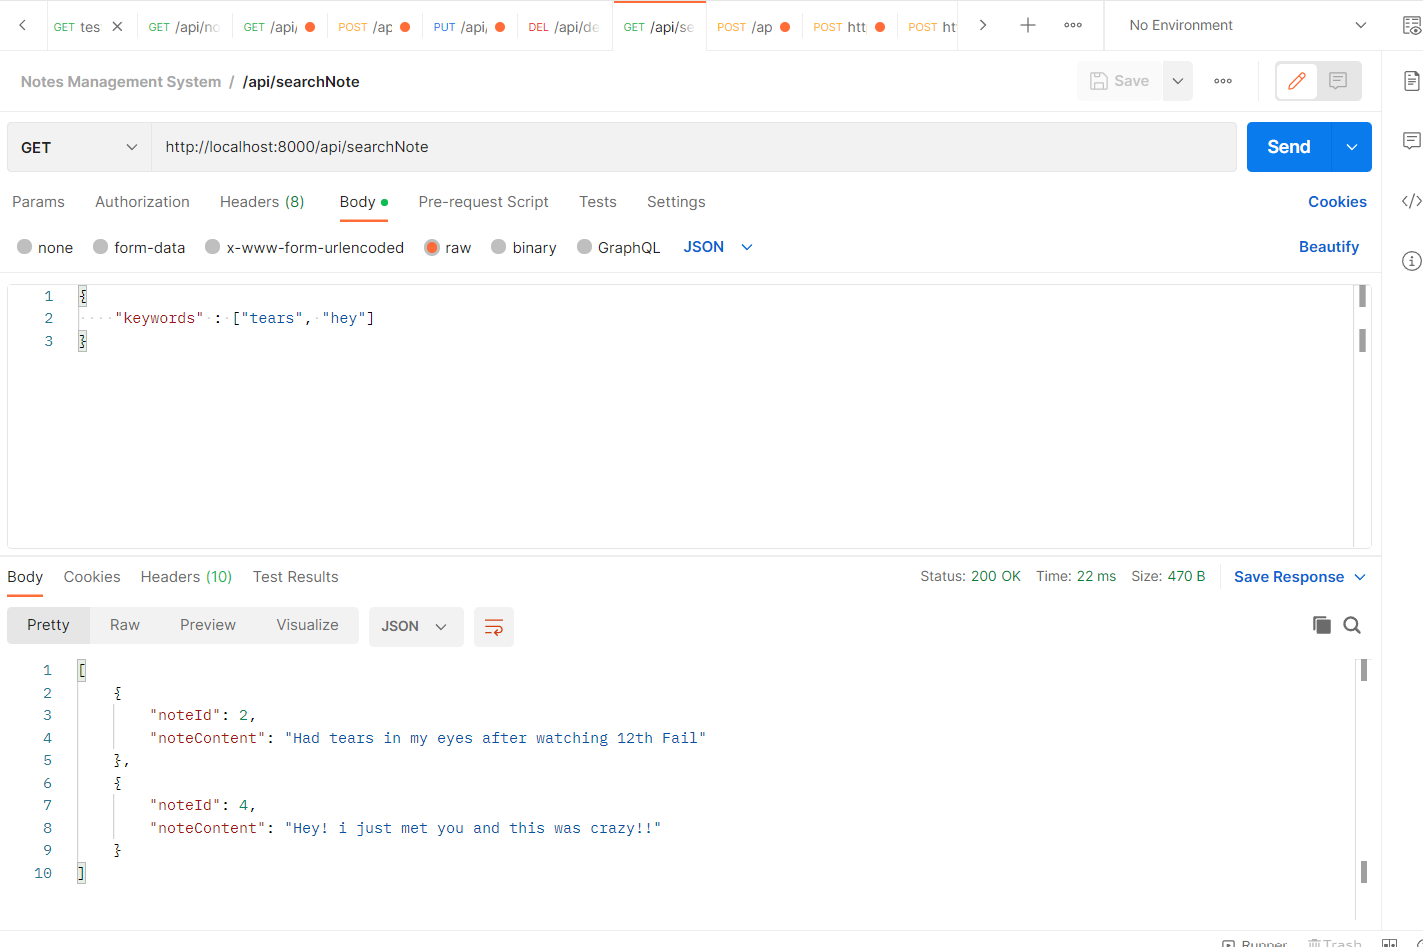 GET tes GET /api/no GET /api/ POST /ap PUT /api/ DEL /api/de GET /api/se POST /ap POST htt POST ht No Environment
Notes Management System / /api/searchNote Save
GET http://localhost:8000/api/searchNote Send
Params Authorization Headers (8) Body Pre-request Script Tests Settings Cookies
none form-data x-www-form-urlencoded raw binary GraphQL JSON Beautify
1 {
2 "keywords" : ["tears", "hey"]
3 }
Body Cookies Headers (10) Test Results Status: 200 OK Time: 22 ms Size: 470 B Save Response
Pretty Raw Preview Visualize JSON
1 [
2 {
3 "noteId": 2,
4 "noteContent": "Had tears in my eyes after watching 12th Fail"
5 },
6 {
7 "noteId": 4,
8 "noteContent": "Hey! i just met you and this was crazy!!"
9 }
10 ]
Runner Trash